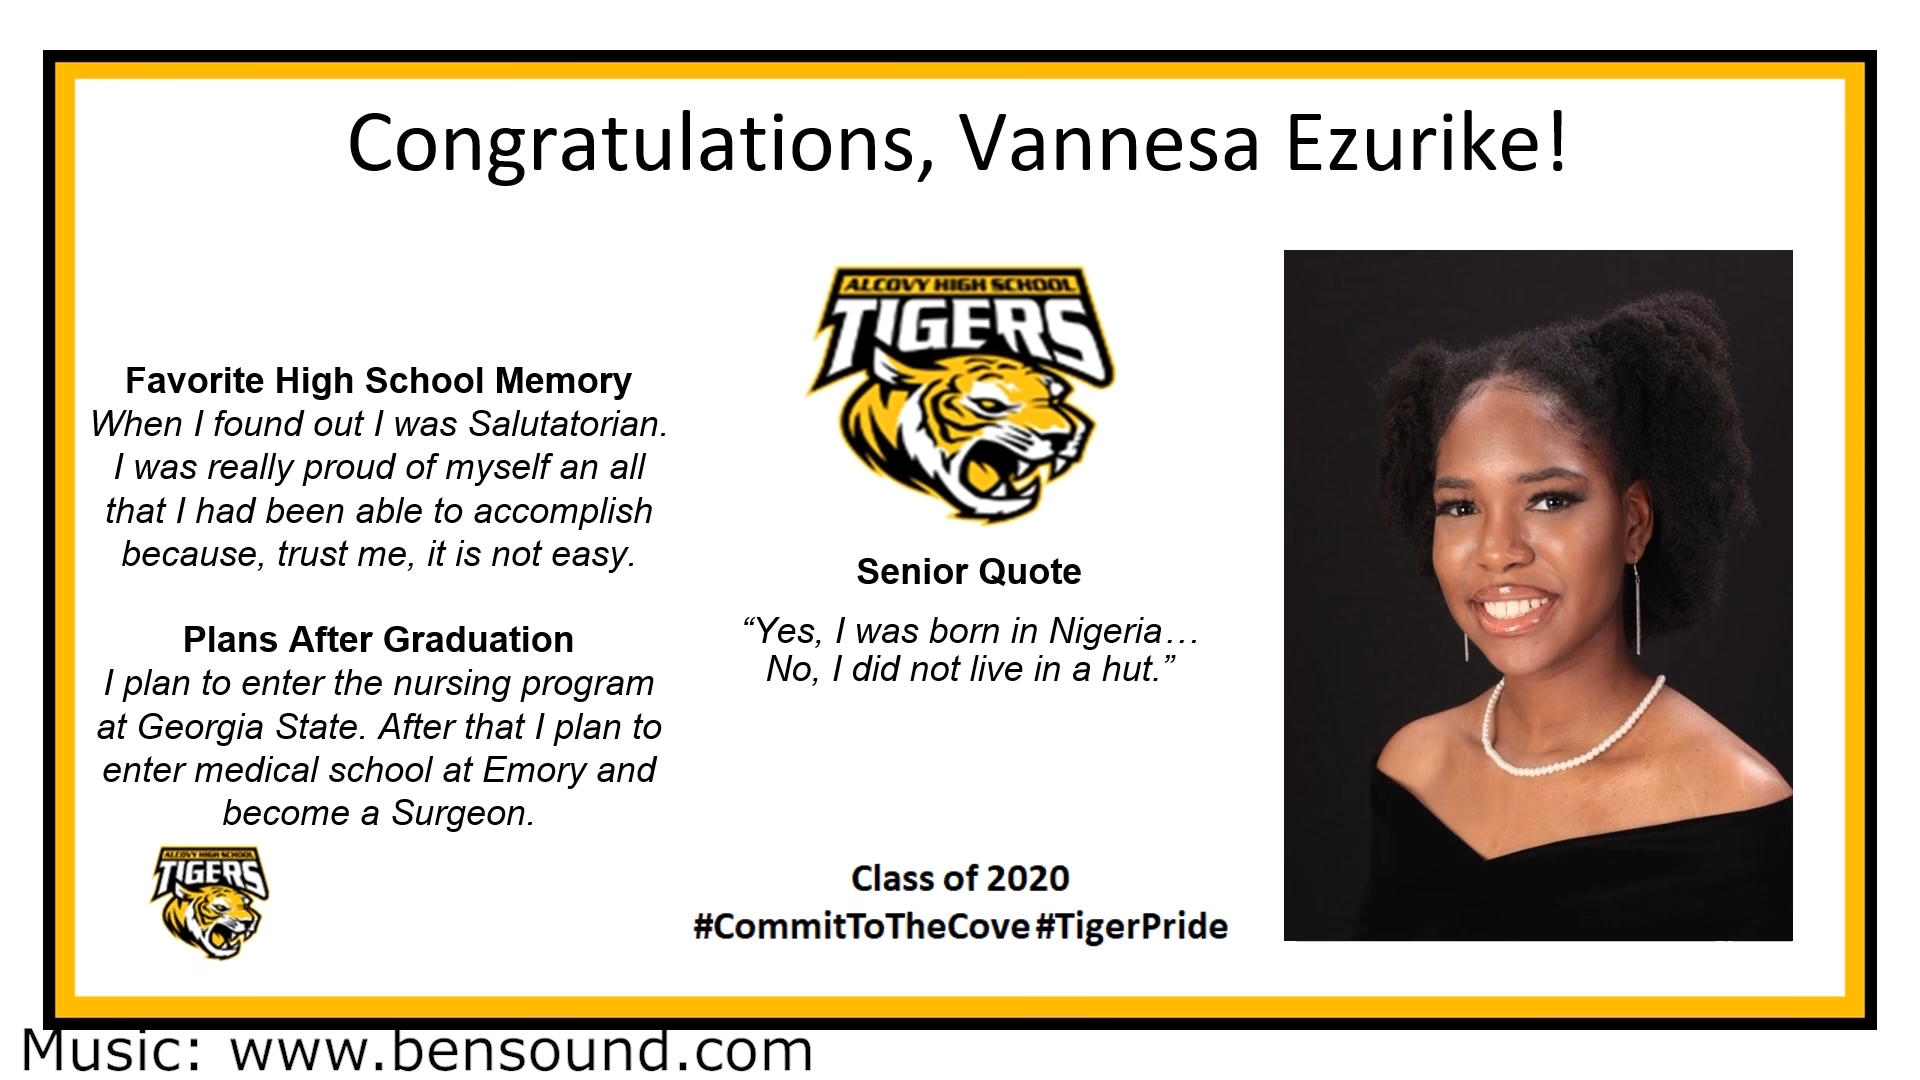 Congratulations, Vannesa Ezurike!
Favorite High School Memory
When I found out I was Salutatorian.
I was really proud of myself an all
that I had been able to accomplish
because, trust me, it is not easy.
Plans After Graduation
I plan to enter the nursing program
at Georgia State. After that I plan to
enter medical school at Emory and
become a Surgeon.
ALCOVY HIGH SCHOOL
TIGERS
ALCOVY HIGH SCHOOL
TIGERS
Senior Quote
“Yes, I was born in Nigeria…
No, I did not live in a hut.”
Class of 2020
#CommitToTheCove #TigerPride
Music: www.bensound.com